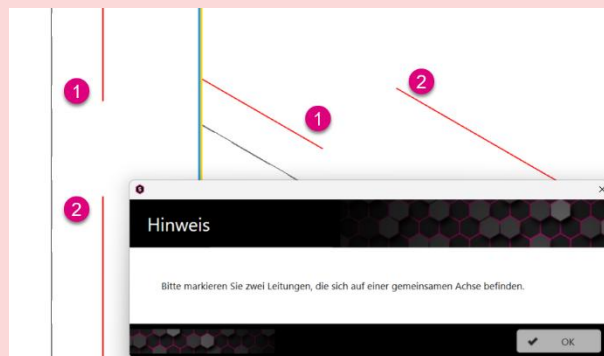 2
1
1
2
Hinweis
Bitte markieren Sie zwei Leitungen, die sich auf einer gemeinsamen Achse befinden.
OK